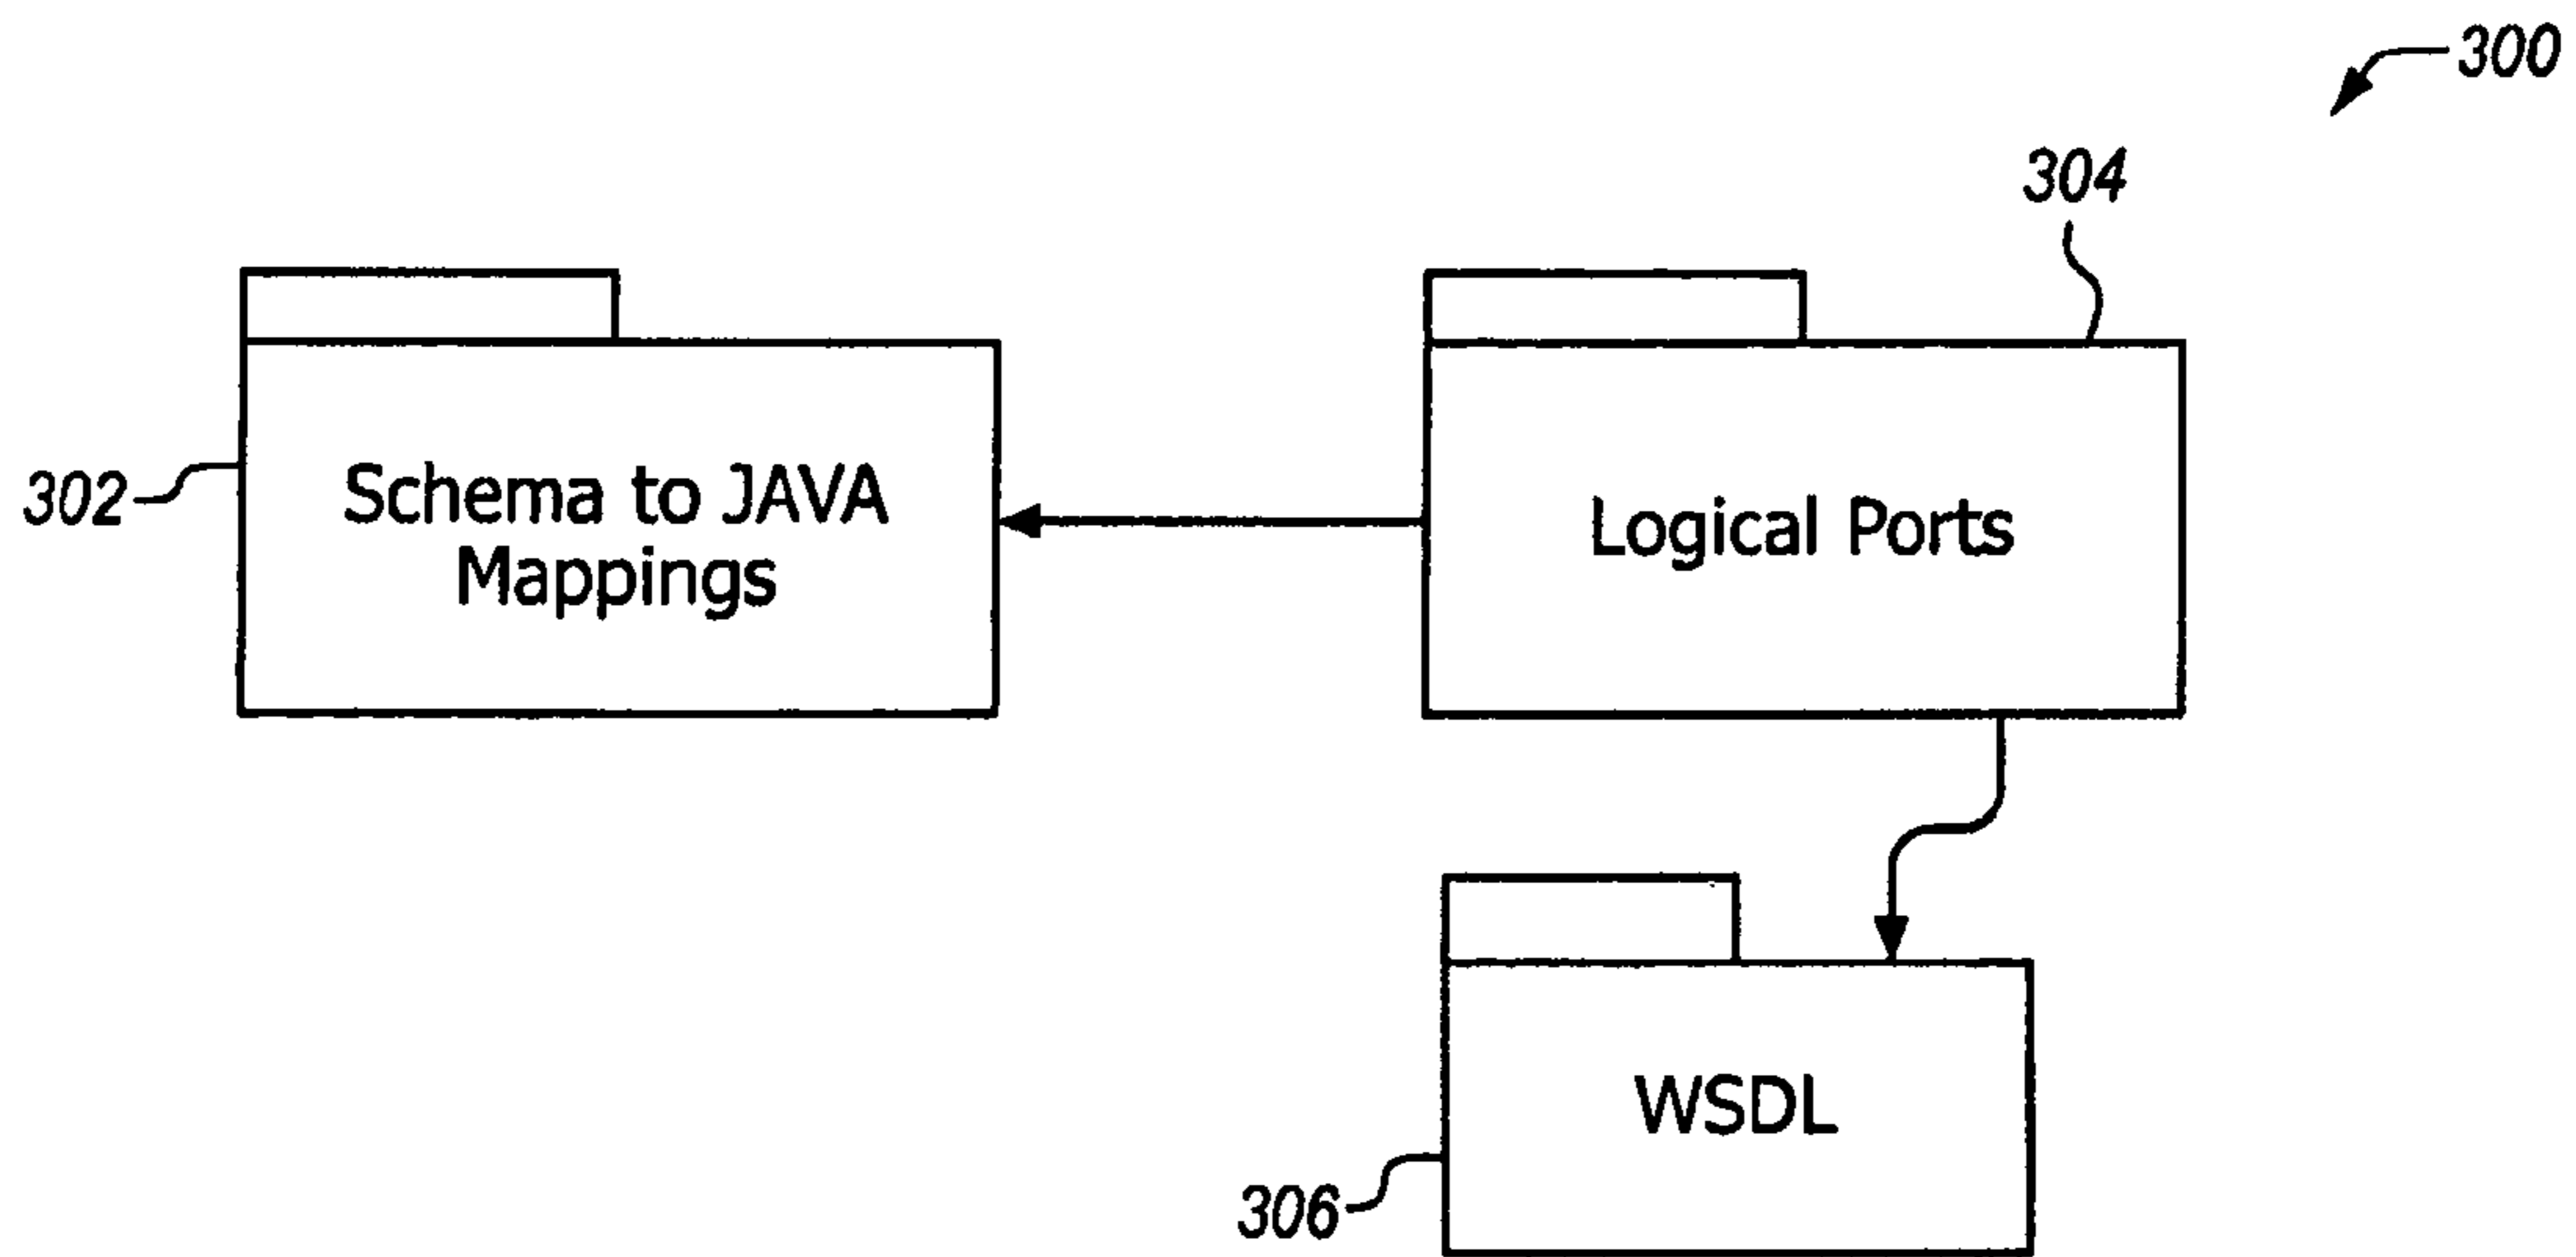 300
304
302
Schema to JAVA
Mappings
Logical Ports
WSDL
306